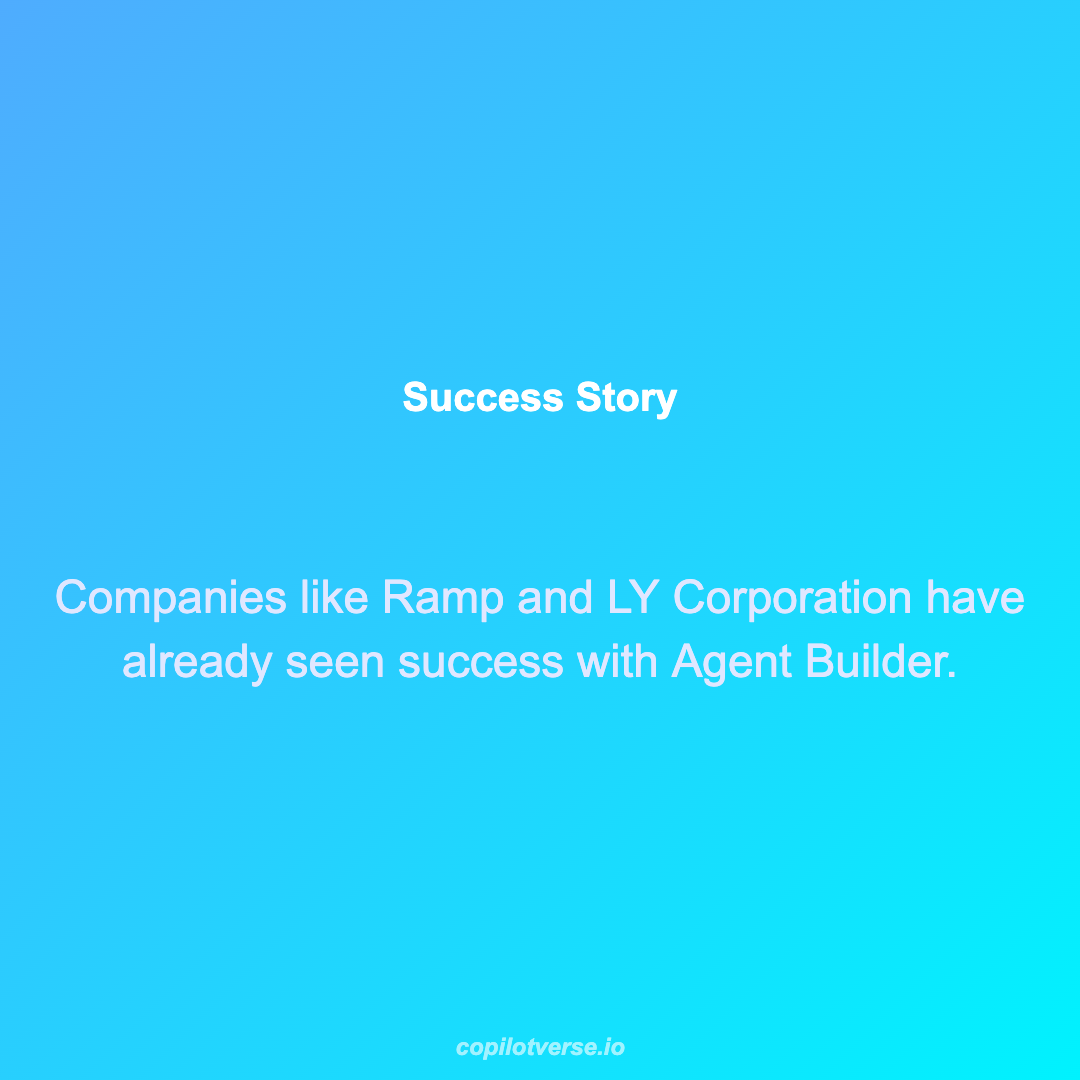 Success Story
Companies like Ramp and LY Corporation have
already seen success with Agent Builder.
copilotverse.io